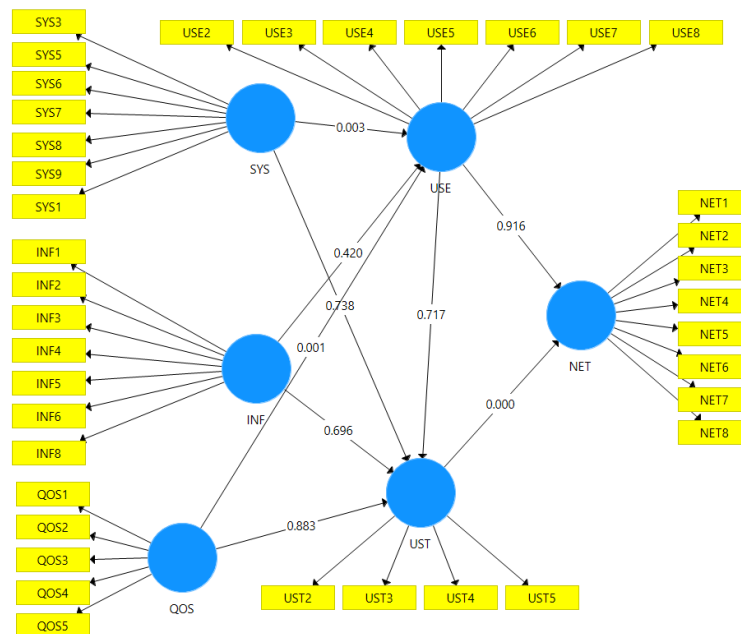 SYS3
SYS5
SYS6
SYS7
SYS8
SYS9
SYS1
USE2
USE3
USE4
USE5
USE6
USE7
USE8
SYS
0.003
USE
0.916
0.420
0.738
0.717
0.001
INF1
INF2
INF3
INF4
INF5
INF6
INF8
INF
0.696
NET1
NET2
NET3
NET4
NET5
NET6
NET7
NET8
NET
0.000
QOS1
QOS2
QOS3
QOS4
QOS5
QOS
0.883
UST
UST2
UST3
UST4
UST5